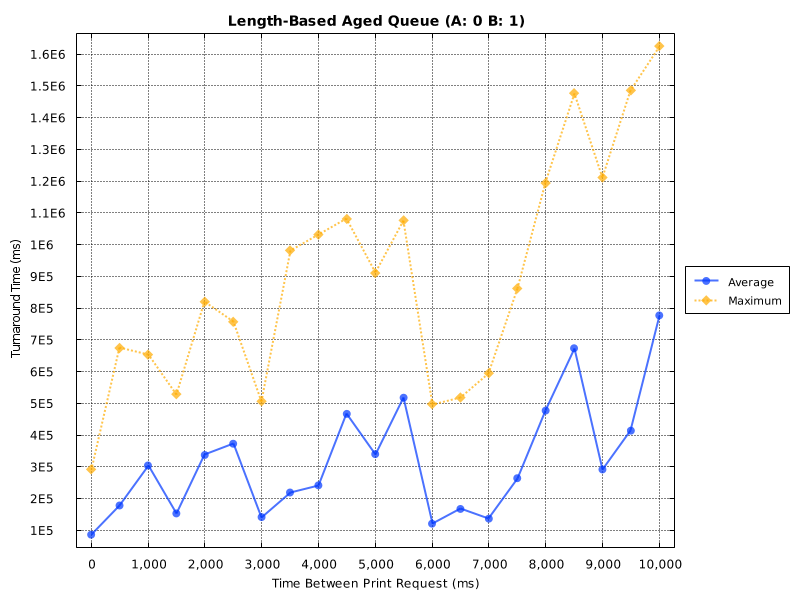 Length-Based Aged Queue (A: 0 B: 1)
1.6E6
1.5E6
1.4E6
1.3E6
1.2E6
1.1E6
1E6
9E5
8E5
7E5
6E5
5E5
4E5
3E5
2E5
1E5
Turnaround Time (ms)
0 1,000 2,000 3,000 4,000 5,000 6,000 7,000 8,000 9,000 10,000
Time Between Print Request (ms)
Average
Maximum